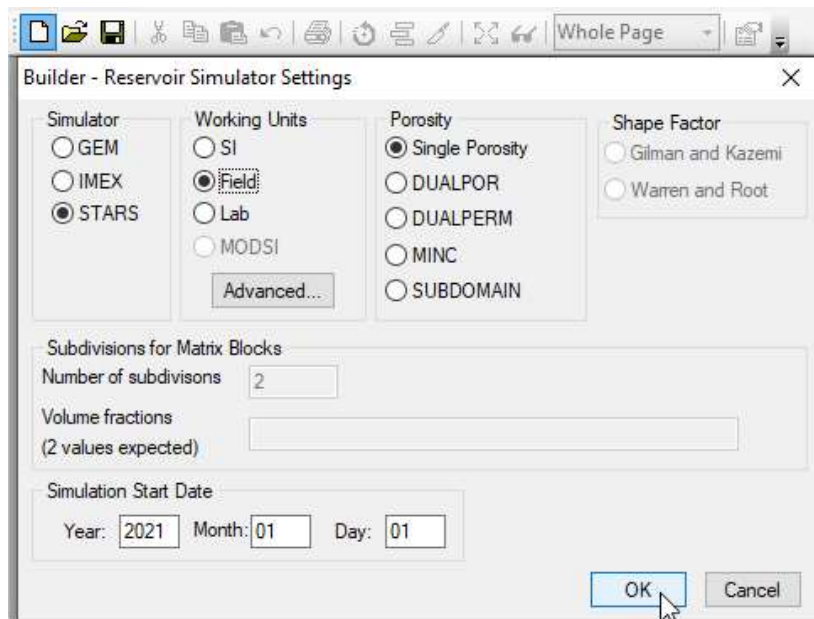 Whole Page
Builder - Reservoir Simulator Settings
Simulator
GEM
IMEX
STARS
Working Units
SI
Field
Lab
MODSI
Advanced...
Porosity
Single Porosity
DUALPOR
DUALPERM
MINC
SUBDOMAIN
Shape Factor
Gilman and Kazemi
Warren and Root
Subdivisions for Matrix Blocks
Number of subdivisons 2
Volume fractions
(2 values expected)
Simulation Start Date
Year: 2021 Month: 01 Day: 01
OK Cancel